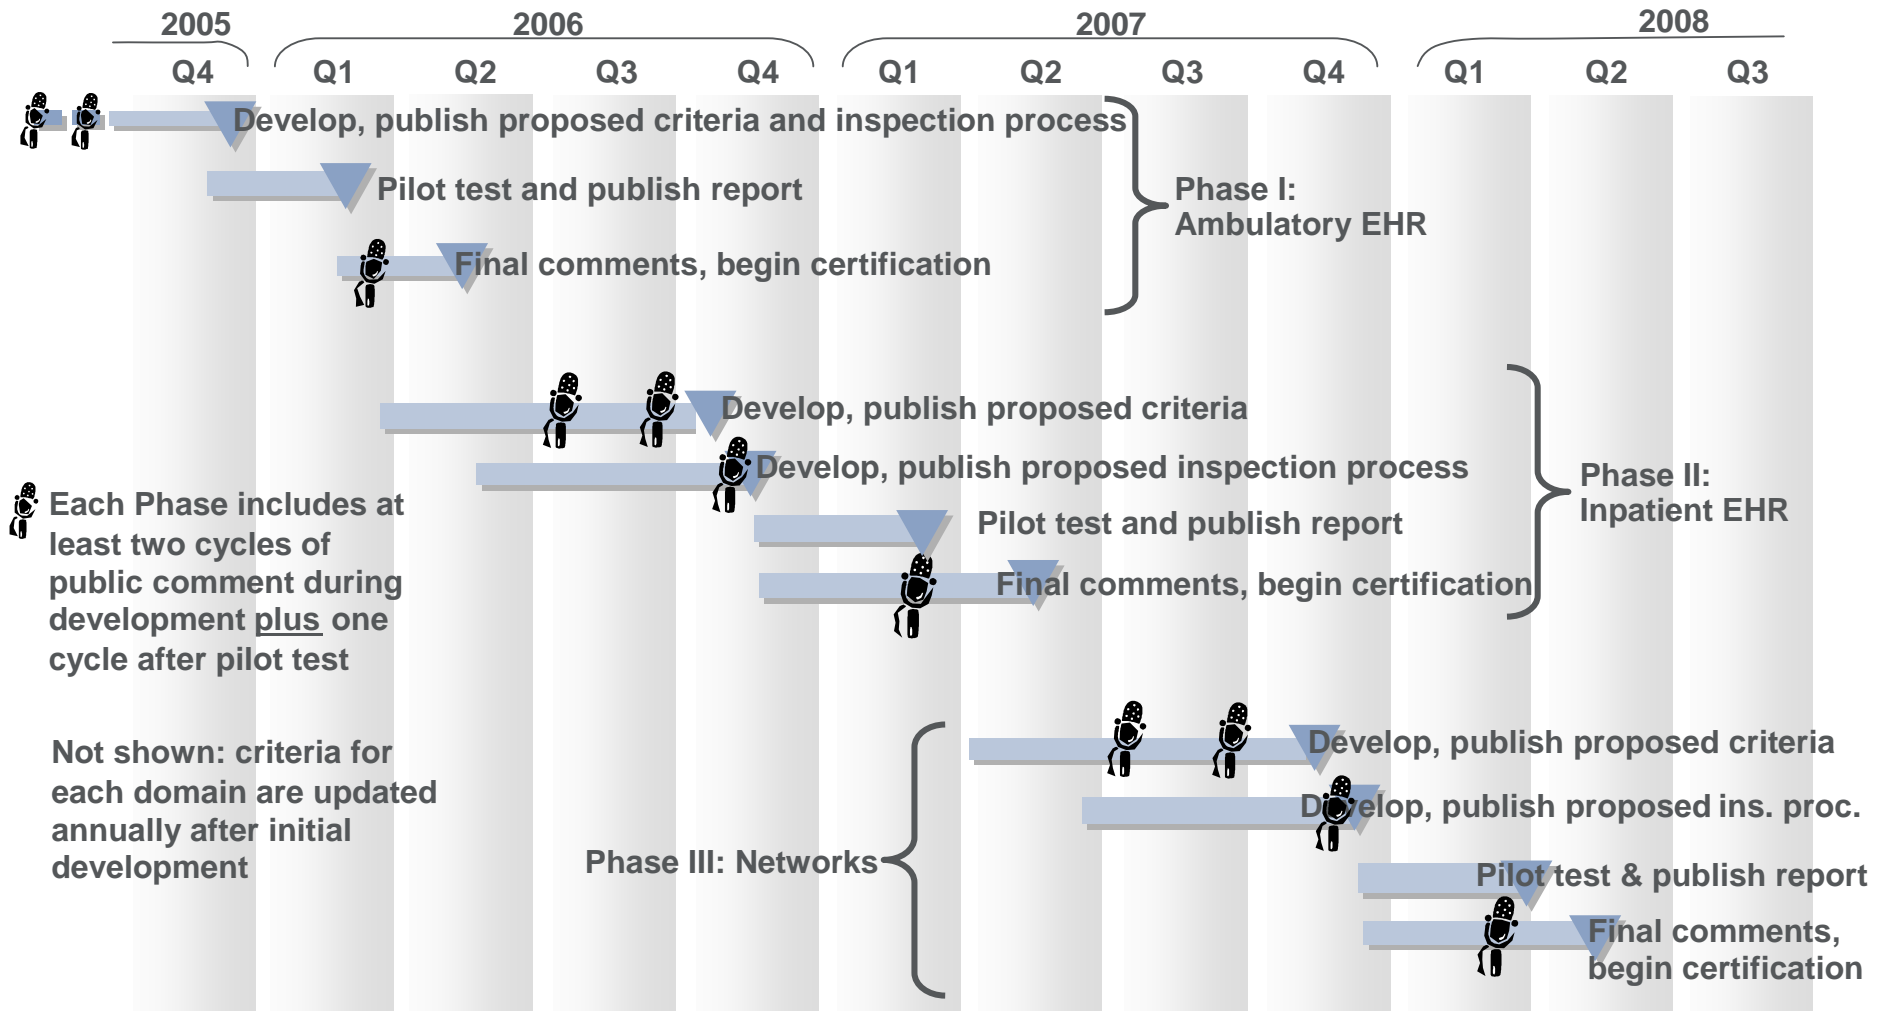 2005 2006 2007 2008
Q4 Q1 Q2 Q3 Q4 Q1 Q2 Q3 Q4 Q1 Q2 Q3
Develop, publish proposed criteria and inspection process
Pilot test and publish report
Final comments, begin certification
Phase I:
Ambulatory EHR
Develop, publish proposed criteria
Develop, publish proposed inspection process
Pilot test and publish report
Final comments, begin certification
Phase II:
Inpatient EHR
Each Phase includes at
least two cycles of
public comment during
development plus one
cycle after pilot test
Not shown: criteria for
each domain are updated
annually after initial
development
Phase III: Networks
Develop, publish proposed criteria
Develop, publish proposed ins. proc.
Pilot test & publish report
Final comments,
begin certification